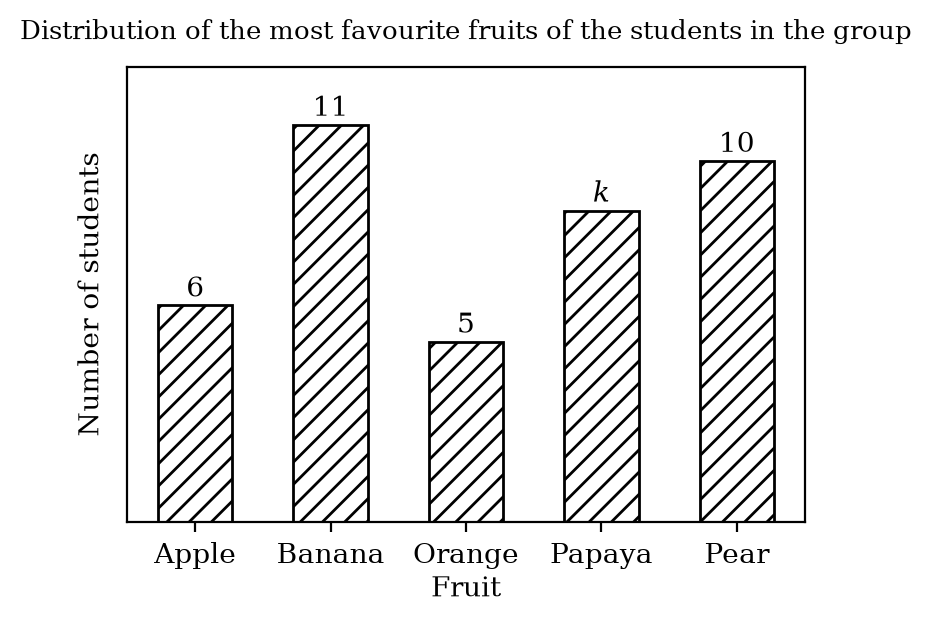 Distribution of the most favourite fruits of the students in the group
Number of students
6
11
5
k
10
Apple Banana Orange Papaya Pear
Fruit